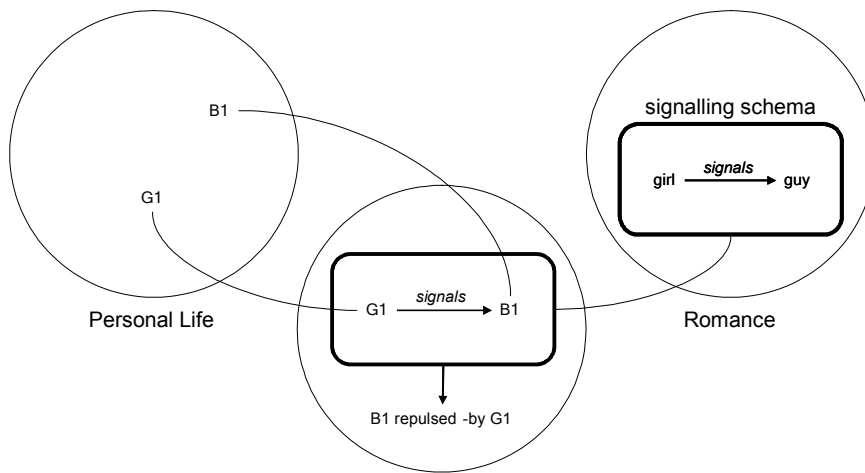 B1
G1
Personal Life
signalling schema
girl signals guy
Romance
G1 signals B1
B1 repulsed -by G1